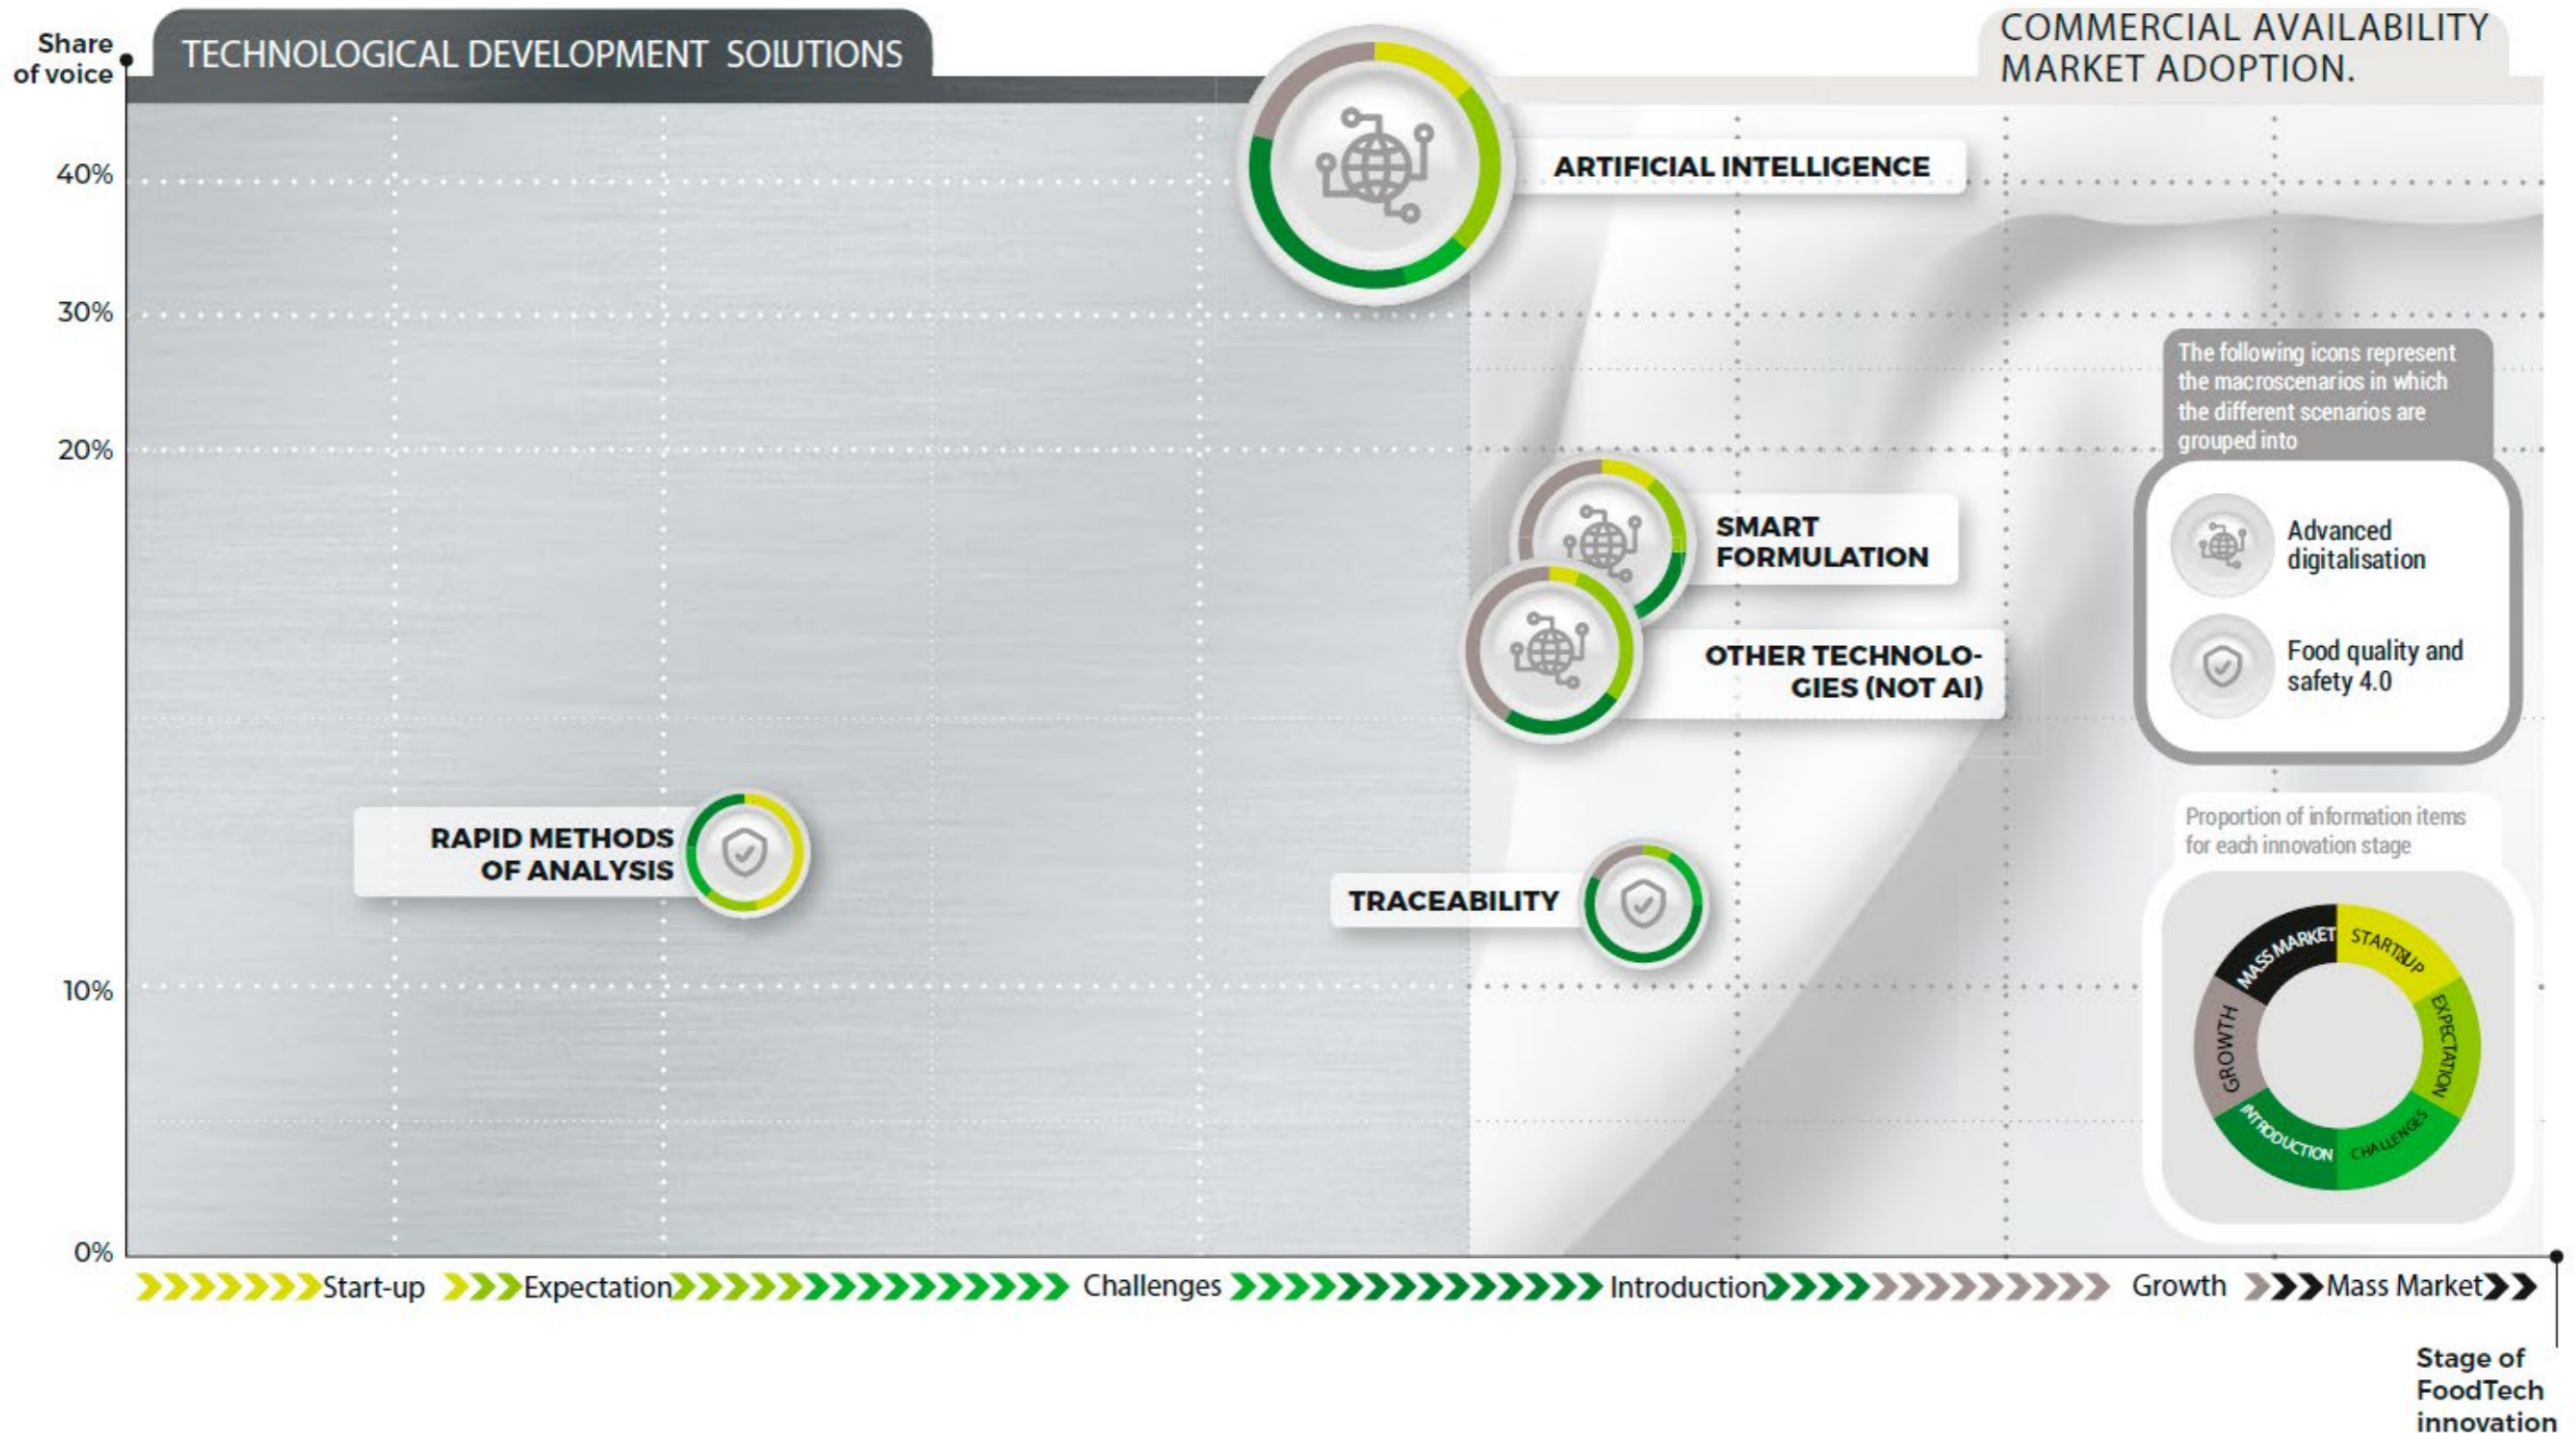 Share
of voice
TECHNOLOGICAL DEVELOPMENT SOLUTIONS
COMMERCIAL AVAILABILITY
MARKET ADOPTION.
40%
30%
20%
10%
0%
ARTIFICIAL INTELLIGENCE
SMART
FORMULATION
OTHER TECHNOLO-
GIES (NOT AI)
RAPID METHODS
OF ANALYSIS
TRACEABILITY
The following icons represent
the macroscenarios in which
the different scenarios are
grouped into
Advanced
digitalisation
Food quality and
safety 4.0
Proportion of information items
for each innovation stage
MASS MARKET
START-UP
EXPECTATION
CHALLENGES
INTRODUCTION
GROWTH
Start-up Expectation Challenges Introduction Growth Mass Market
Stage of
FoodTech
innovation